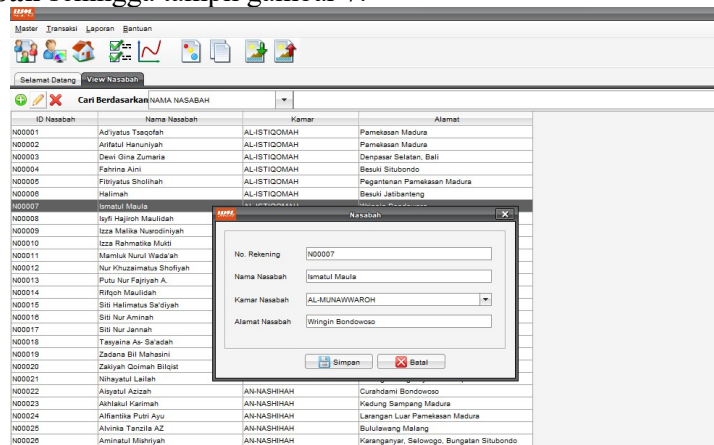 Master Transaksi Laporan Bantuan
Selamat Datang View Nasabah
Cari Berdasarkan NAMA NASABAH
ID Nasabah Nama Nasabah Kamar Alamat
N00001 Ad'iyatus Tsaqofah AL-ISTIQOMAH Pamekasan Madura
N00002 Arifatul Hanuniyah AL-ISTIQOMAH Pamekasan Madura
N00003 Dewi Gina Zumaria AL-ISTIQOMAH Denpasar Selatan, Bali
N00004 Fahrina Aini AL-ISTIQOMAH Besuki Situbondo
N00005 Fitriyatus Sholihah AL-ISTIQOMAH Pegantenan Pamekasan Madura
N00006 Halimah AL-ISTIQOMAH Besuki Jatibanteng
N00007 Ismatul Maula
N00008 Isyfi Hajiroh Maulidah
N00009 Izza Malika Nusrodiniyah
N00010 Izza Rahmatika Mukti
N00011 Mamluk Nurul Wada'ah
N00012 Nur Khuzaimatus Shofiyah
N00013 Putu Nur Fajriyah A.
N00014 Rifqoh Maulidah
N00015 Siti Halimatus Sa'diyah
N00016 Siti Nur Aminah
N00017 Siti Nur Jannah
N00018 Tasyaina As- Sa'adah
N00019 Zadana Bil Mahasini
N00020 Zakiyah Qoimah Bilqist
N00021 Nihayatul Lailah
N00022 Aisyatul Azizah AN-NASHIHAH Curahdami Bondowoso
N00023 Akhlakul Karimah AN-NASHIHAH Kedung Sampang Madura
N00024 Alfiantika Putri Ayu AN-NASHIHAH Larangan Luar Pamekasan Madura
N00025 Alvinka Tanzila AZ AN-NASHIHAH Bululawang Malang
N00026 Aminatul Mishriyah AN-NASHIHAH Karanganyar, Selowogo, Bungatan Situbondo
Nasabah
No. Rekening N00007
Nama Nasabah Ismatul Maula
Kamar Nasabah AL-MUNAWWAROH
Alamat Nasabah Wringin Bondowoso
Simpan Batal